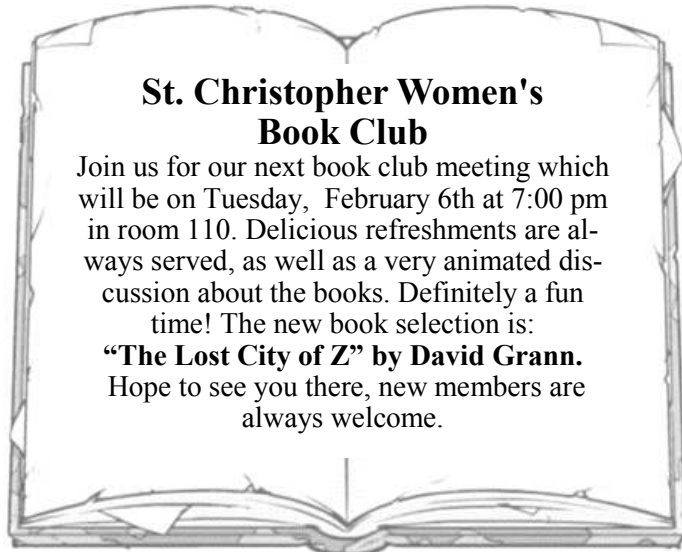 St. Christopher Women's
Book Club
Join us for our next book club meeting which
will be on Tuesday,  February 6th at 7:00 pm
in room 110. Delicious refreshments are al-
ways served, as well as a very animated dis-
cussion about the books. Definitely a fun
time! The new book selection is:
“The Lost City of Z” by David Grann.
Hope to see you there, new members are
always welcome.